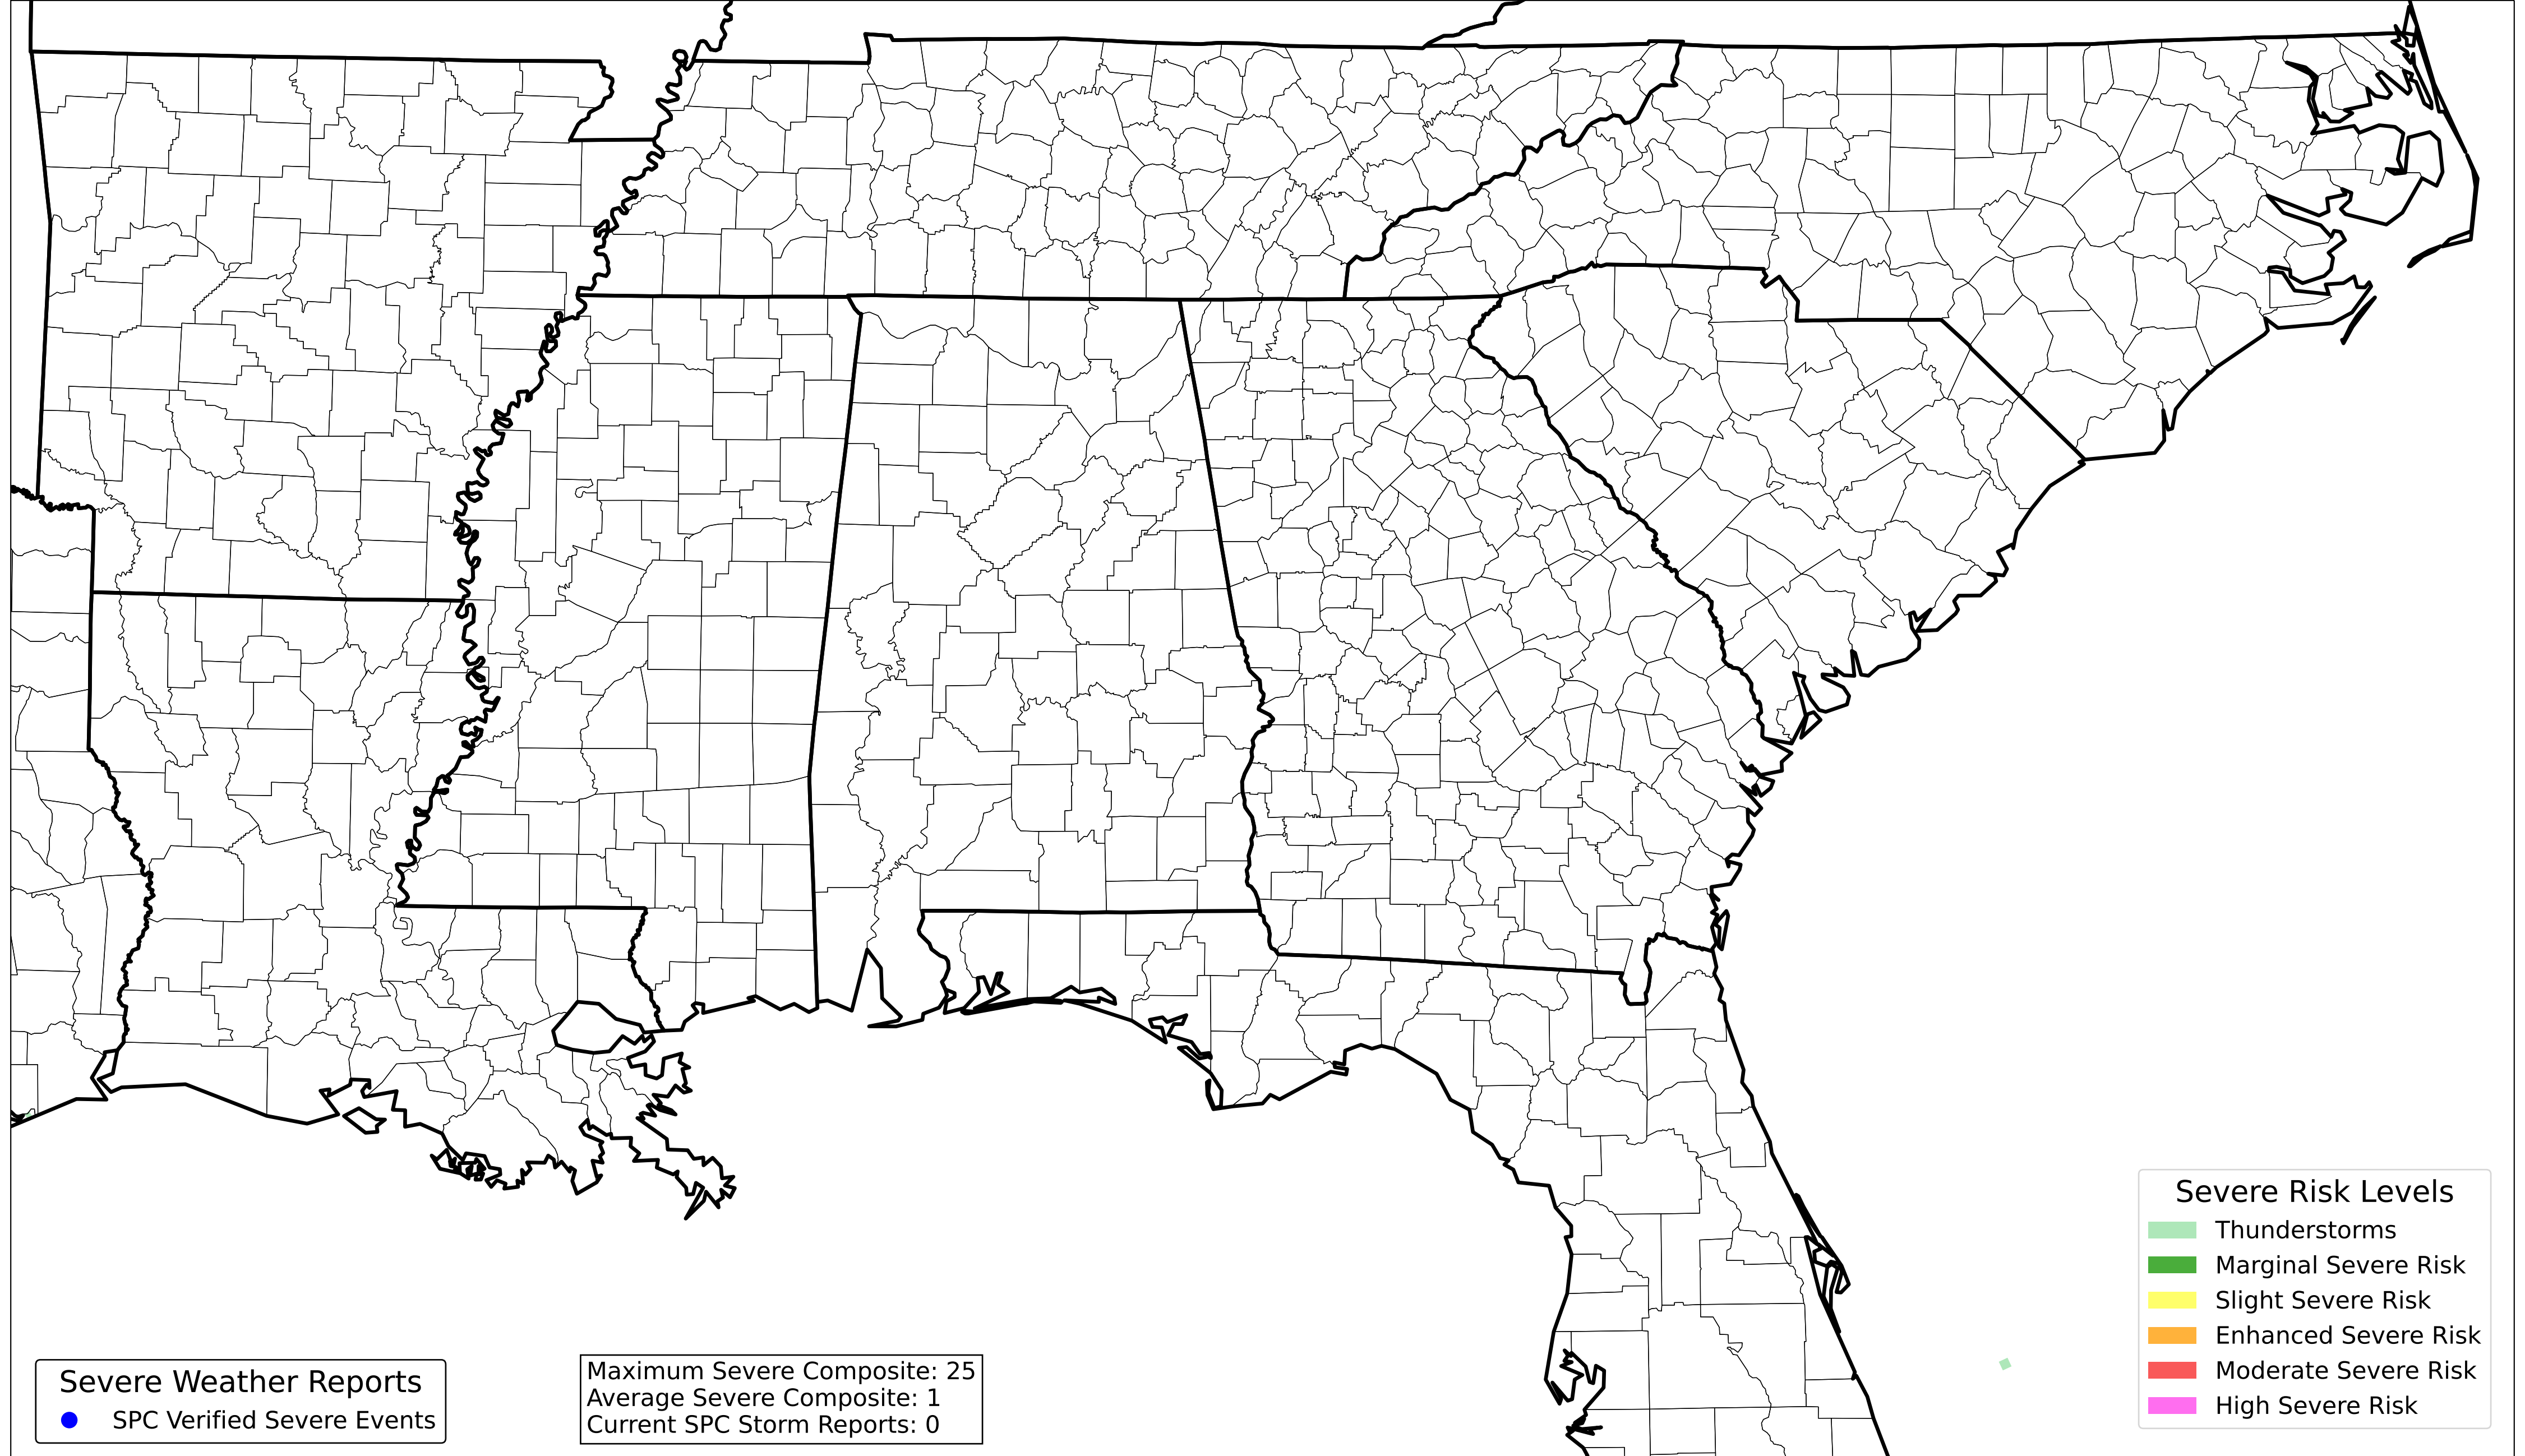 Severe Risk Levels
Thunderstorms
Marginal Severe Risk
Slight Severe Risk
Enhanced Severe Risk
Moderate Severe Risk
High Severe Risk
Severe Weather Reports
SPC Verified Severe Events
Maximum Severe Composite: 25
Average Severe Composite: 1
Current SPC Storm Reports: 0